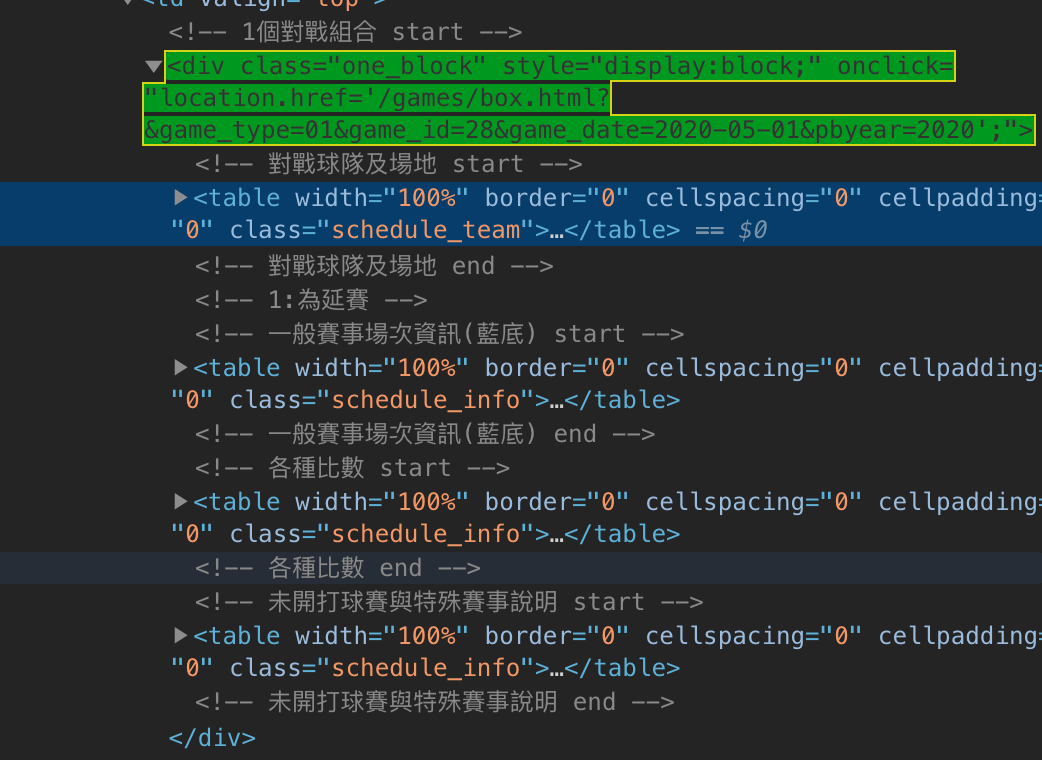 <td valign="top">
<!-- 1個對戰組合 start -->
<div class="one_block" style="display:block;" onclick=
"location.href='/games/box.html?
&game_type=01&game_id=28&game_date=2020-05-01&pbyear=2020';">
<!-- 對戰球隊及場地 start -->
<table width="100%" border="0" cellspacing="0" cellpadding=
"0" class="schedule_team">…</table> == $0
<!-- 對戰球隊及場地 end -->
<!-- 1:為延賽 -->
<!-- 一般賽事場次資訊(藍底) start -->
<table width="100%" border="0" cellspacing="0" cellpadding=
"0" class="schedule_info">…</table>
<!-- 一般賽事場次資訊(藍底) end -->
<!-- 各種比數 start -->
<table width="100%" border="0" cellspacing="0" cellpadding=
"0" class="schedule_info">…</table>
<!-- 各種比數 end -->
<!-- 未開打球賽與特殊賽事說明 start -->
<table width="100%" border="0" cellspacing="0" cellpadding=
"0" class="schedule_info">…</table>
<!-- 未開打球賽與特殊賽事說明 end -->
</div>